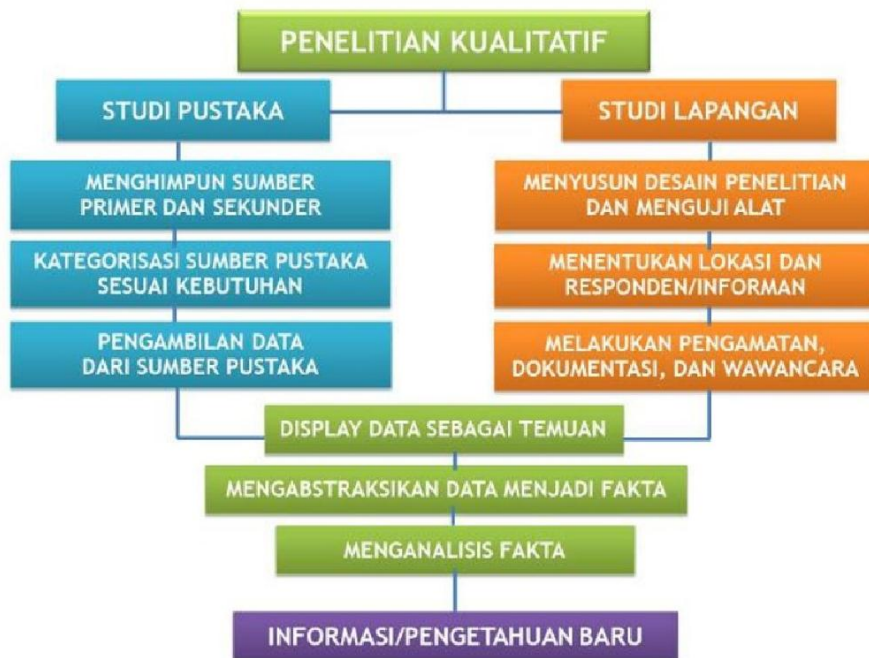 PENELITIAN KUALITATIF
STUDI PUSTAKA
MENGHIMPUN SUMBER
PRIMER DAN SEKUNDER
KATEGORISASI SUMBER PUSTAKA
SESUAI KEBUTUHAN
PENGAMBILAN DATA
DARI SUMBER PUSTAKA
STUDI LAPANGAN
MENYUSUN DESAIN PENELITIAN
DAN MENGUJI ALAT
MENENTUKAN LOKASI DAN
RESPONDEN/INFORMAN
MELAKUKAN PENGAMATAN,
DOKUMENTASI, DAN WAWANCARA
DISPLAY DATA SEBAGAI TEMUAN
MENGABSTRAKSIKAN DATA MENJADI FAKTA
MENGANALISIS FAKTA
INFORMASI/PENGETAHUAN BARU